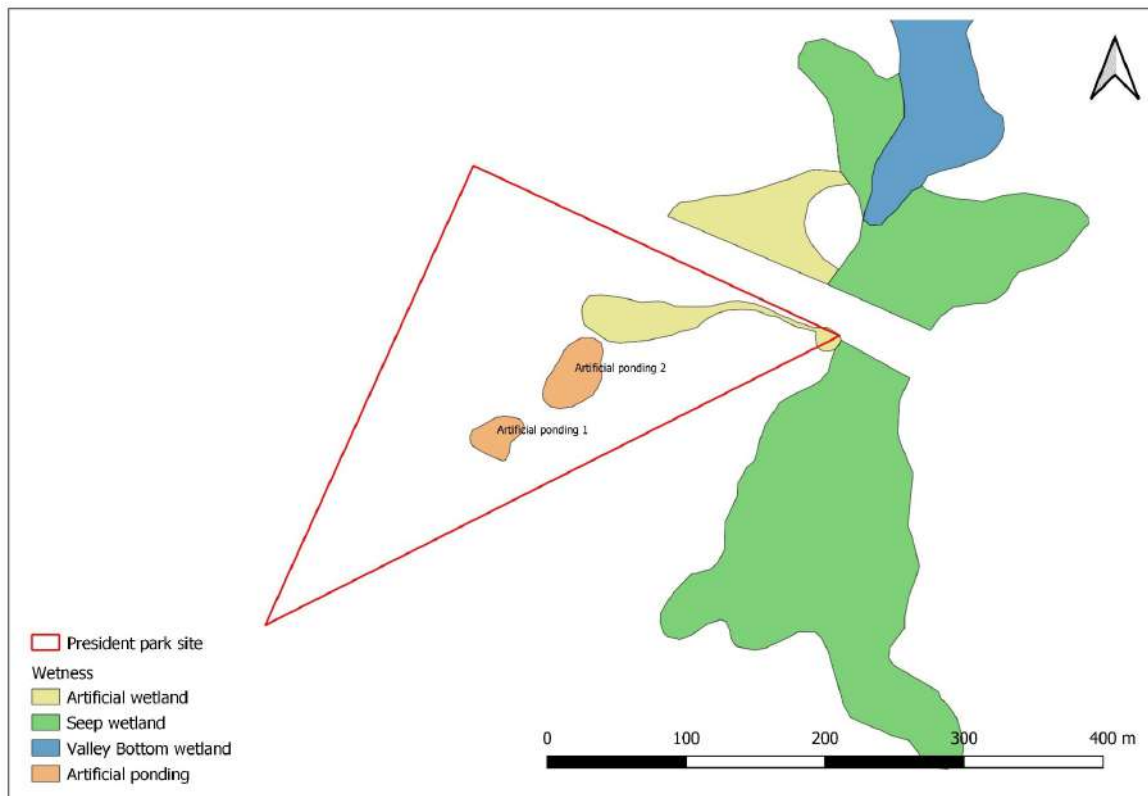 Artificial ponding 2
Artificial ponding 1
President park site
Wetness
Artificial wetland
Seep wetland
Valley Bottom wetland
Artificial ponding
0 100 200 300 400 m